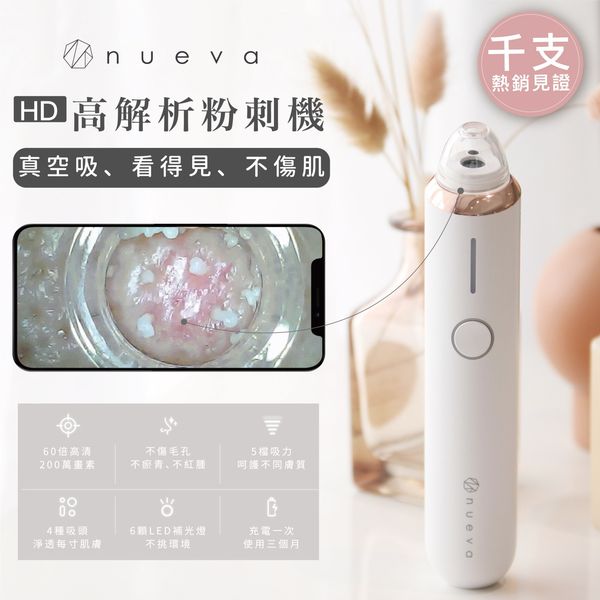 nueva
千支
熱銷見證
HD高解析粉刺機
真空吸、看得見、不傷肌
60倍高清
200萬畫素
不傷毛孔
不瘀青、不紅腫
5檔吸力
呵護不同膚質
4種吸頭
淨透每寸肌膚
6顆LED補光燈
不挑環境
充電一次
使用三個月
nueva